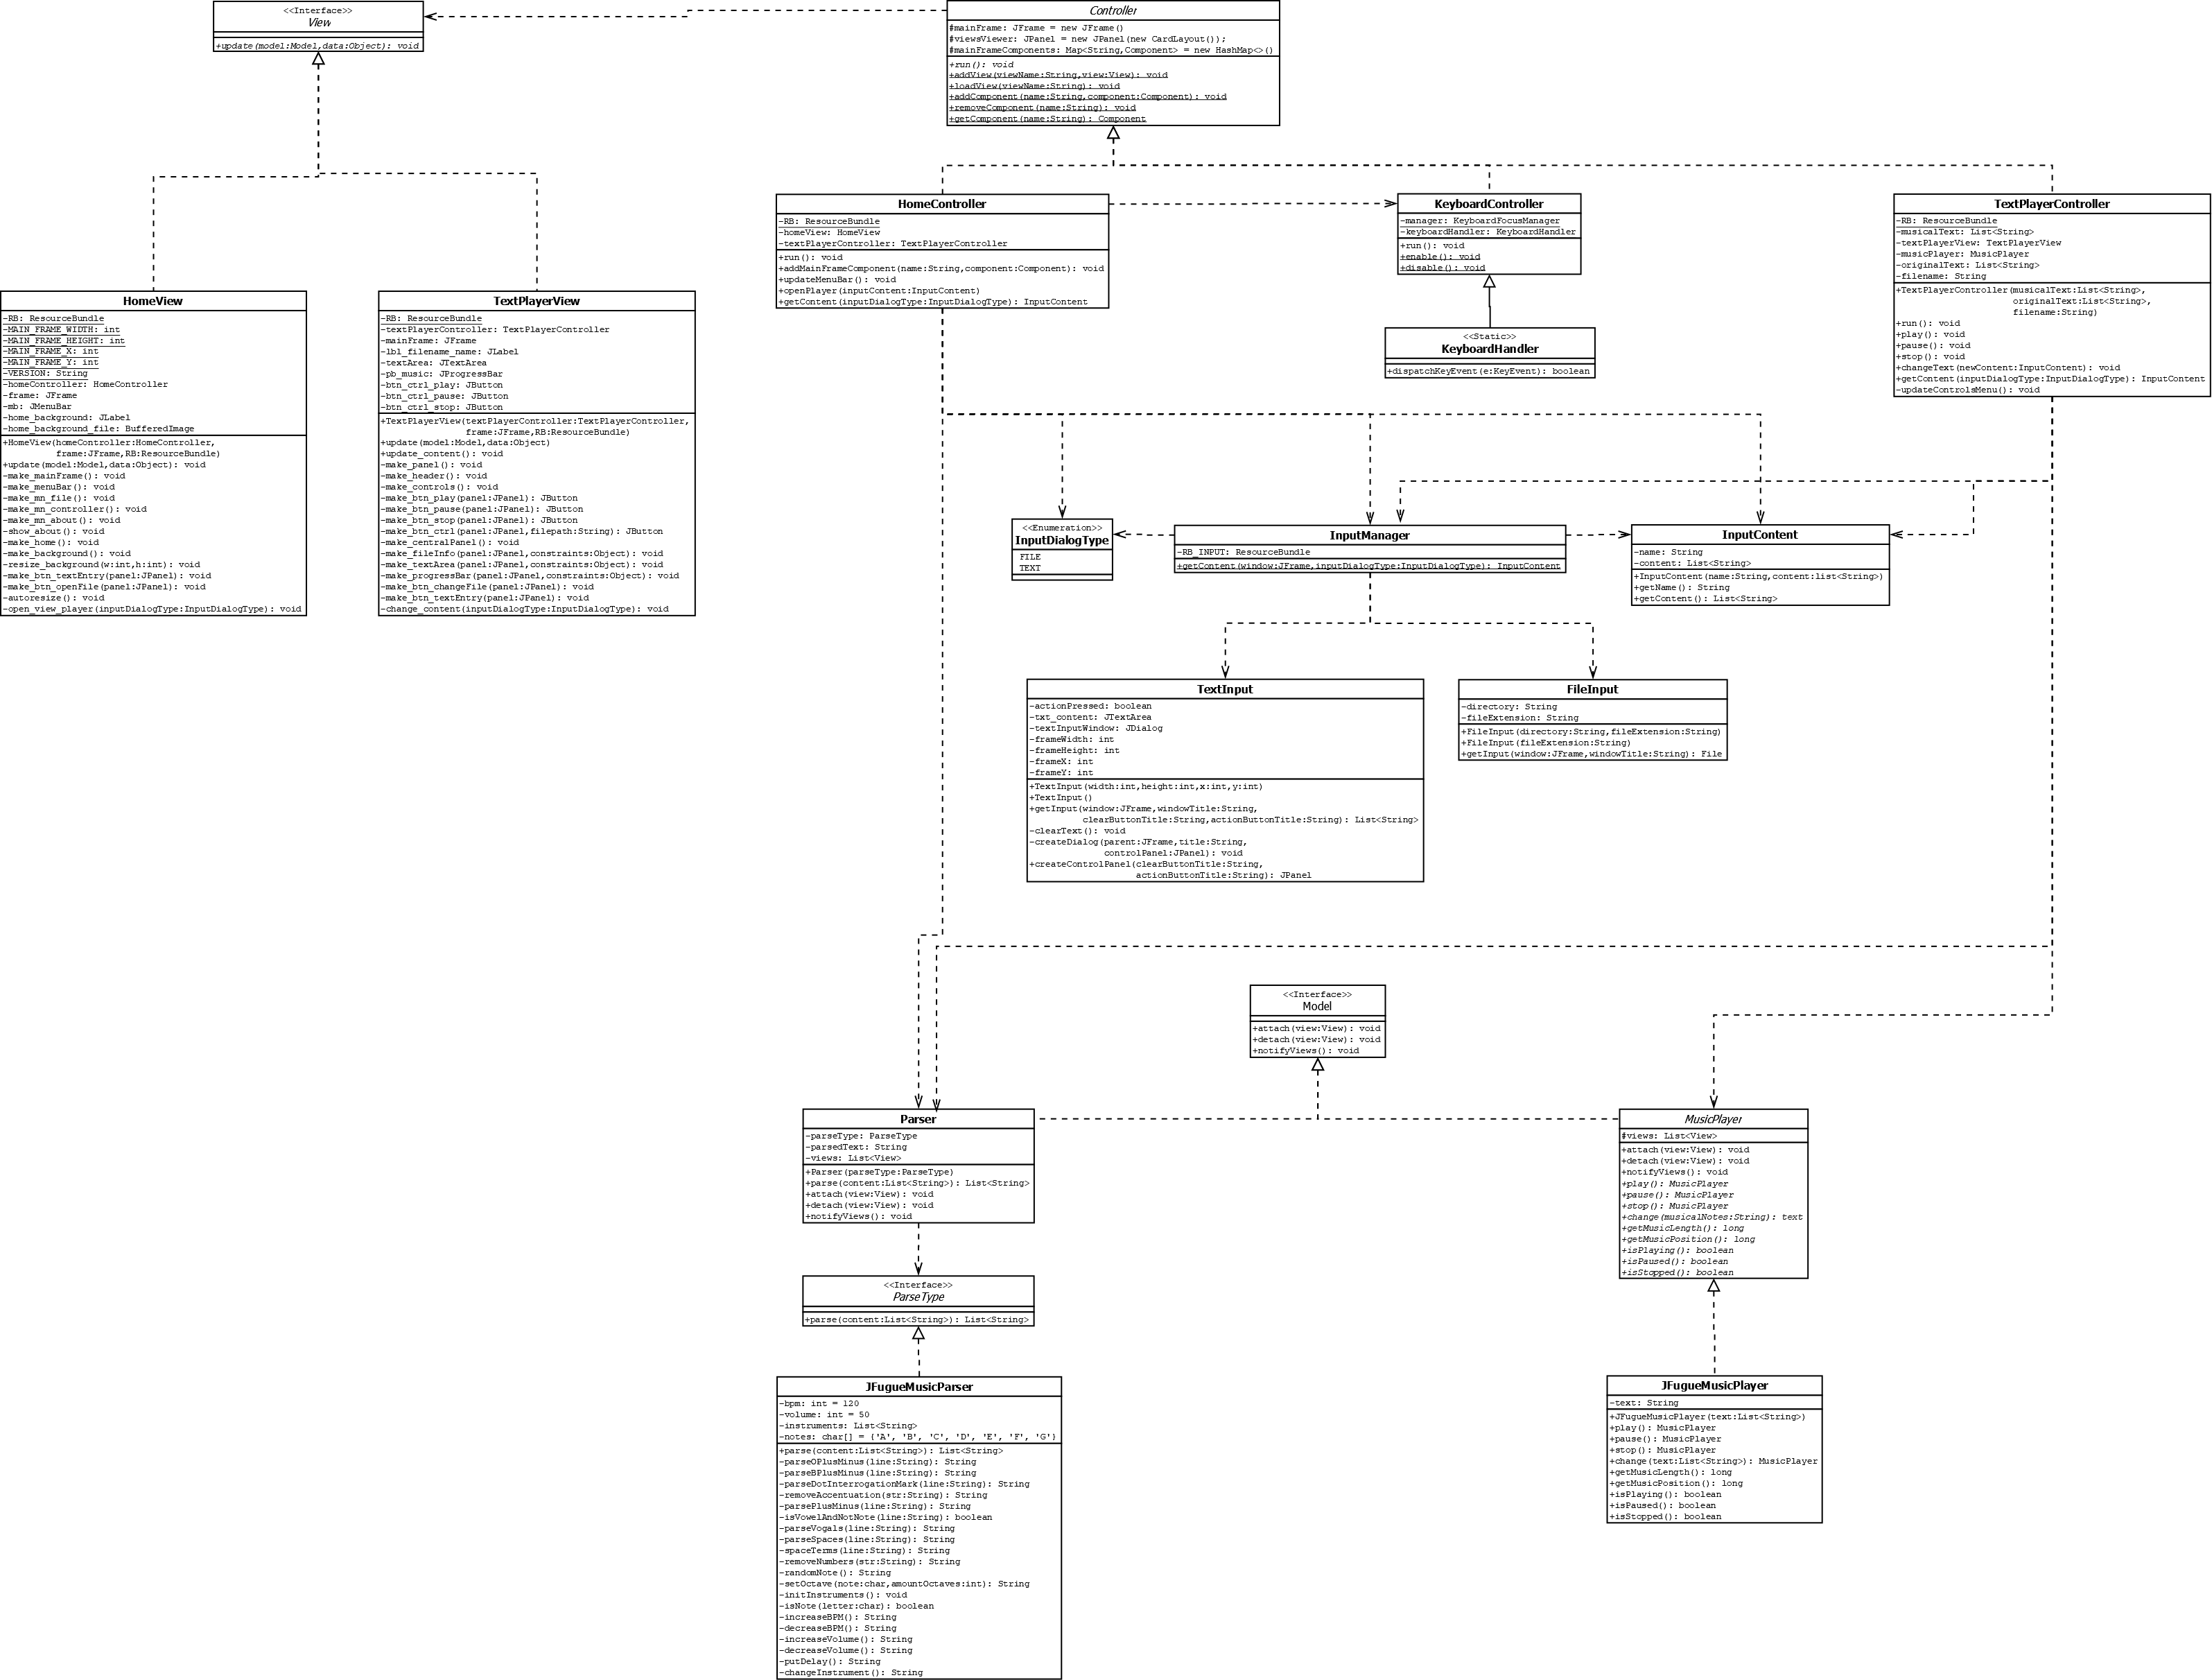 <<Interface>>
View
+update(model:Model,data:Object): void
Controller
#mainFrame: JFrame = new JFrame()
#viewsViewer: JPanel = new JPanel(new CardLayout());
#mainFrameComponents: Map<String,Component> = new HashMap<>()
+run(): void
+addView(viewName:String,view:View): void
+loadView(viewName:String): void
+addComponent(name:String,component:Component): void
+removeComponent(name:String): void
+getComponent(name:String): Component
HomeController
-RB: ResourceBundle
-homeView: HomeView
-textPlayerController: TextPlayerController
+run(): void
+addMainFrameComponent(name:String,component:Component): void
+updateMenuBar(): void
+openPlayer(inputContent:InputContent)
+getContent(inputDialogType:InputDialogType): InputContent
KeyboardController
-manager: KeyboardFocusManager
-keyboardHandler: KeyboardHandler
+run(): void
+enable(): void
+disable(): void
<<Static>>
KeyboardHandler
+dispatchKeyEvent(e:KeyEvent): boolean
TextPlayerController
-RB: ResourceBundle
-musicalText: List<String>
-textPlayerView: TextPlayerView
-musicPlayer: MusicPlayer
-originalText: List<String>
-filename: String
+TextPlayerController(musicalText:List<String>,
originalText:List<String>,
filename:String)
+run(): void
+play(): void
+pause(): void
+stop(): void
+changeText(newContent:InputContent): void
+getContent(inputDialogType:InputDialogType): InputContent
-updateControlsMenu(): void
HomeView
-RB: ResourceBundle
-MAIN_FRAME_WIDTH: int
-MAIN_FRAME_HEIGHT: int
-MAIN_FRAME_X: int
-MAIN_FRAME_Y: int
-VERSION: String
-homeController: HomeController
-frame: JFrame
-mb: JMenuBar
-home_background: JLabel
-home_background_file: BufferedImage
+HomeView(homeController:HomeController,
frame:JFrame,RB:ResourceBundle)
+update(model:Model,data:Object): void
-make_mainFrame(): void
-make_menuBar(): void
-make_mn_file(): void
-make_mn_controller(): void
-make_mn_about(): void
-show_about(): void
-make_home(): void
-make_background(): void
-resize_background(w:int,h:int): void
-make_btn_textEntry(panel:JPanel): void
-make_btn_openFile(panel:JPanel): void
-autoresize(): void
-open_view_player(inputDialogType:InputDialogType): void
TextPlayerView
-RB: ResourceBundle
-textPlayerController: TextPlayerController
-mainFrame: JFrame
-lbl_filename_name: JLabel
-textArea: JTextArea
-pb_music: JProgressBar
-btn_ctrl_play: JButton
-btn_ctrl_pause: JButton
-btn_ctrl_stop: JButton
+TextPlayerView(textPlayerController:TextPlayerController,
frame:JFrame,RB:ResourceBundle)
+update(model:Model,data:Object)
+update_content(): void
-make_panel(): void
-make_header(): void
-make_controls(): void
-make_btn_play(panel:JPanel): JButton
-make_btn_pause(panel:JPanel): JButton
-make_btn_stop(panel:JPanel): JButton
-make_btn_ctrl(panel:JPanel,filepath:String): JButton
-make_centralPanel(): void
-make_fileInfo(panel:JPanel,constraints:Object): void
-make_textArea(panel:JPanel,constraints:Object): void
-make_progressBar(panel:JPanel,constraints:Object): void
-make_btn_changeFile(panel:JPanel): void
-make_btn_textEntry(panel:JPanel): void
-change_content(inputDialogType:InputDialogType): void
<<Enumeration>>
InputDialogType
FILE
TEXT
InputManager
-RB_INPUT: ResourceBundle
+getContent(window:JFrame,inputDialogType:InputDialogType): InputContent
InputContent
-name: String
-content: List<String>
+InputContent(name:String,content:list<String>)
+getName(): String
+getContent(): List<String>
TextInput
-actionPressed: boolean
-txt_content: JTextArea
-textInputWindow: JDialog
-frameWidth: int
-frameHeight: int
-frameX: int
-frameY: int
+TextInput(width:int,height:int,x:int,y:int)
+TextInput()
+getInput(window:JFrame,windowTitle:String,
clearButtonTitle:String,actionButtonTitle:String): List<String>
-clearText(): void
-createDialog(parent:JFrame,title:String,
controlPanel:JPanel): void
+createControlPanel(clearButtonTitle:String,
actionButtonTitle:String): JPanel
FileInput
-directory: String
-fileExtension: String
+FileInput(directory:String,fileExtension:String)
+FileInput(fileExtension:String)
+getInput(window:JFrame,windowTitle:String): File
<<Interface>>
Model
+attach(view:View): void
+detach(view:View): void
+notifyViews(): void
Parser
-parseType: ParseType
-parsedText: String
-views: List<View>
+Parser(parseType:ParseType)
+parse(content:List<String>): List<String>
+attach(view:View): void
+detach(view:View): void
+notifyViews(): void
MusicPlayer
#views: List<View>
+attach(view:View): void
+detach(view:View): void
+notifyViews(): void
+play(): MusicPlayer
+pause(): MusicPlayer
+stop(): MusicPlayer
+change(musicalNotes:String): text
+getMusicLength(): long
+getMusicPosition(): long
+isPlaying(): boolean
+isPaused(): boolean
+isStopped(): boolean
<<Interface>>
ParseType
+parse(content:List<String>): List<String>
JFugueMusicParser
-bpm: int = 120
-volume: int = 50
-instruments: List<String>
-notes: char[] = {'A', 'B', 'C', 'D', 'E', 'F', 'G'}
+parse(content:List<String>): List<String>
-parseOPlusMinus(line:String): String
-parseBPlusMinus(line:String): String
-parseDotInterrogationMark(line:String): String
-removeAccentuation(str:String): String
-parsePlusMinus(line:String): String
-isVowelAndNotNote(line:String): boolean
-parseVogals(line:String): String
-parseSpaces(line:String): String
-spaceTerms(line:String): String
-removeNumbers(str:String): String
-randomNote(): String
-setOctave(note:char,amountOctaves:int): String
-initInstruments(): void
-isNote(letter:char): boolean
-increaseBPM(): String
-decreaseBPM(): String
-increaseVolume(): String
-decreaseVolume(): String
-putDelay(): String
-changeInstrument(): String
JFugueMusicPlayer
-text: String
+JFugueMusicPlayer(text:List<String>)
+play(): MusicPlayer
+pause(): MusicPlayer
+stop(): MusicPlayer
+change(text:List<String>): MusicPlayer
+getMusicLength(): long
+getMusicPosition(): long
+isPlaying(): boolean
+isPaused(): boolean
+isStopped(): boolean